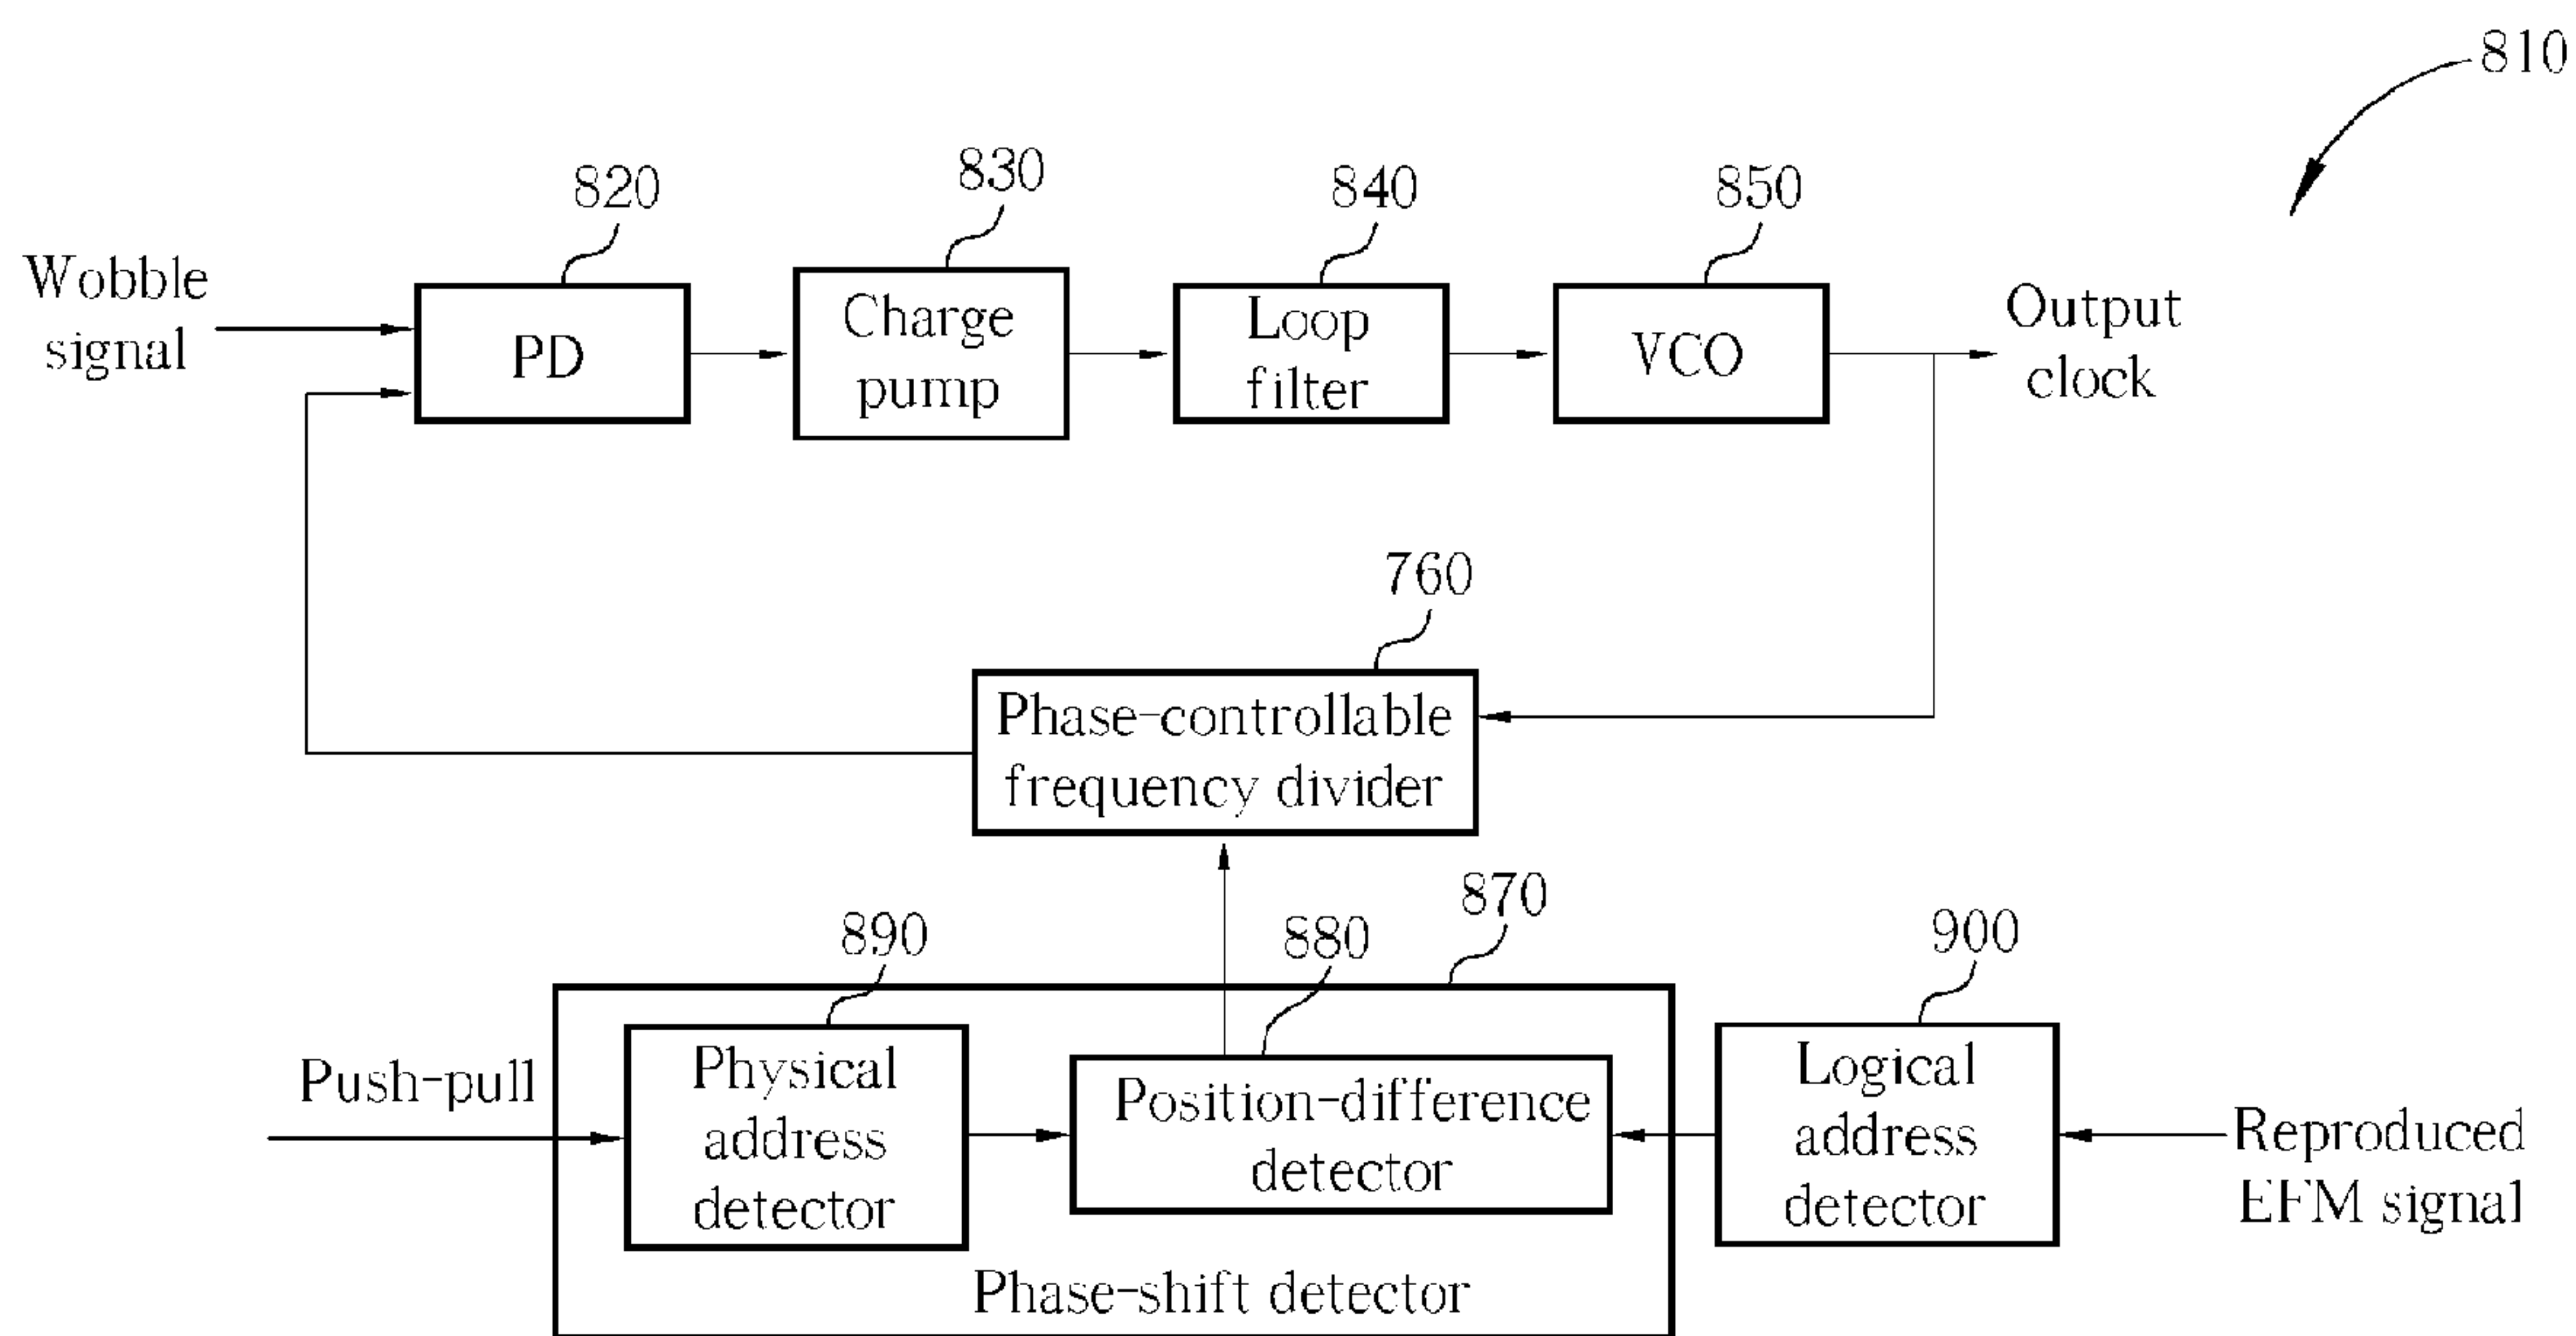 810
820
830
840
850
Wobble
signal
PD
Charge
pump
Loop
filter
VCO
Output
clock
760
Phase-controllable
frequency divider
870
890
880
900
Push-pull
Physical
address
detector
Position-difference
detector
Logical
address
detector
Reproduced
EFM signal
Phase-shift detector